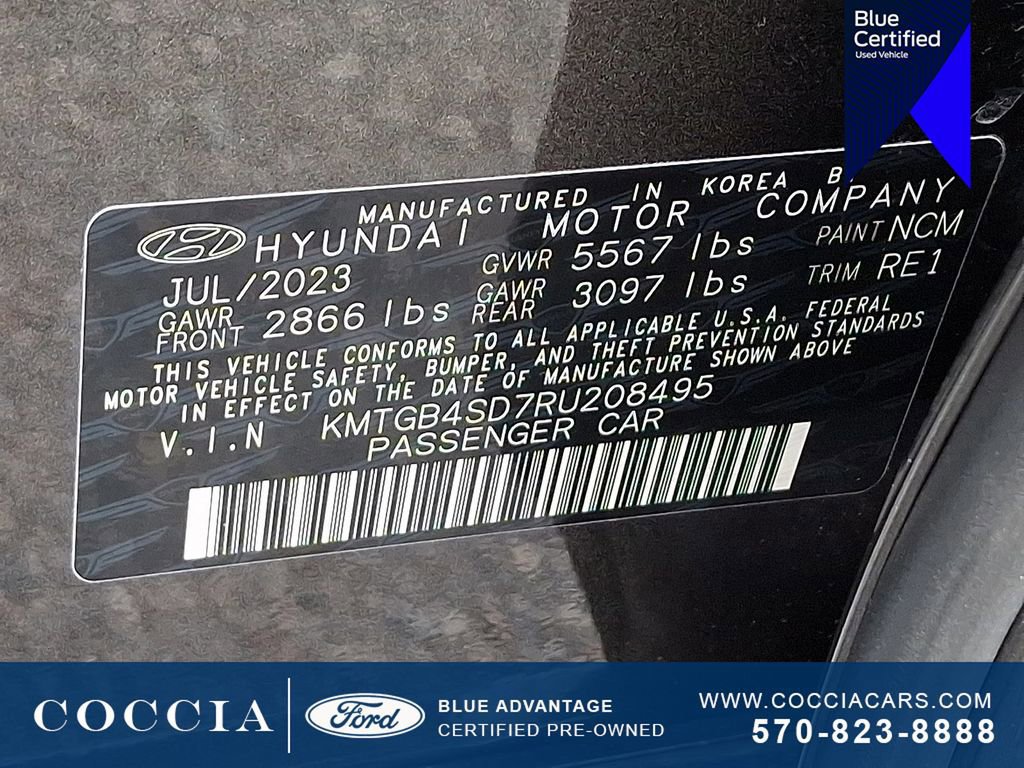 Blue
Certified
Used Vehicle
MANUFACTURED IN KOREA
HYUNDAI MOTOR COMPANY
JUL/2023 GVWR 5567 lbs PAINT NCM
GAWR FRONT 2866 lbs GAWR REAR 3097 lbs TRIM RE1
THIS VEHICLE CONFORMS TO ALL APPLICABLE U.S.A. FEDERAL
MOTOR VEHICLE SAFETY, BUMPER, AND THEFT PREVENTION STANDARDS
IN EFFECT ON THE DATE OF MANUFACTURE SHOWN ABOVE
V.I.N KMTGB4SD7RU208495
PASSENGER CAR
COCCIA
Ford
BLUE ADVANTAGE
CERTIFIED PRE-OWNED
WWW.COCCIACARS.COM
570-823-8888